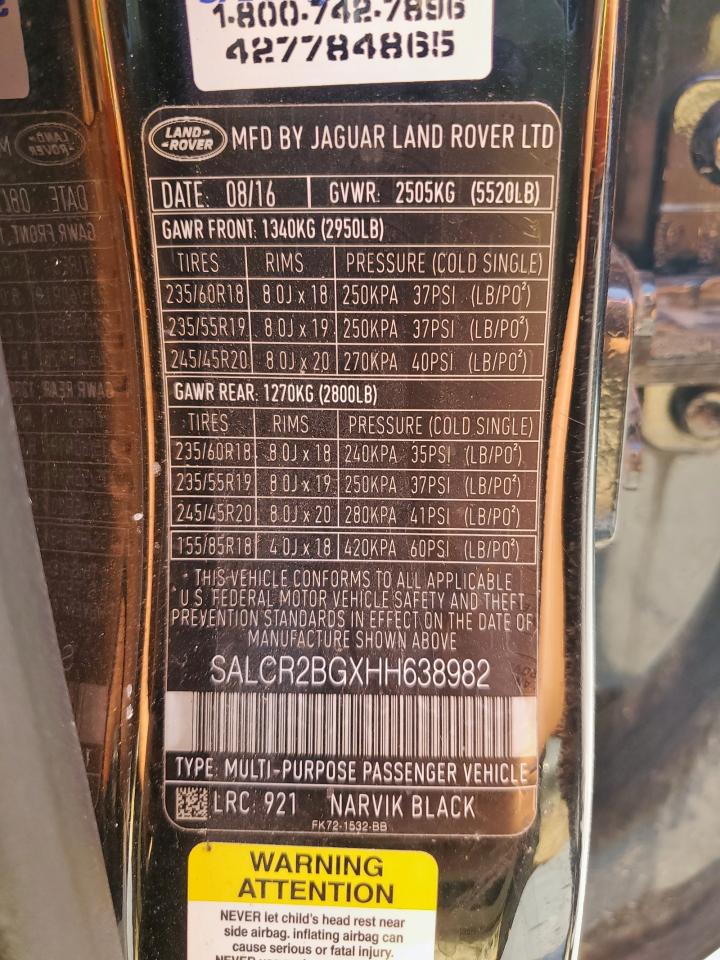 1-800-742-7896
427784865
LAND ROVER MFD BY JAGUAR LAND ROVER LTD
DATE: 08/16 GVWR: 2505KG (5520LB)
GAWR FRONT: 1340KG (2950LB)
TIRES RIMS PRESSURE (COLD SINGLE)
235/60R18 8.0J x 18 250KPA 37PSI (LB/PO²)
235/55R19 8.0J x 19 250KPA 37PSI (LB/PO²)
245/45R20 8.0J x 20 270KPA 40PSI (LB/PO²)
GAWR REAR: 1270KG (2800LB)
TIRES RIMS PRESSURE (COLD SINGLE)
235/60R18 8.0J x 18 240KPA 35PSI (LB/PO²)
235/55R19 8.0J x 19 250KPA 37PSI (LB/PO²)
245/45R20 8.0J x 20 280KPA 41PSI (LB/PO²)
155/85R18 4.0J x 18 420KPA 60PSI (LB/PO²)
THIS VEHICLE CONFORMS TO ALL APPLICABLE
U.S. FEDERAL MOTOR VEHICLE SAFETY AND THEFT
PREVENTION STANDARDS IN EFFECT ON THE DATE OF
MANUFACTURE SHOWN ABOVE
SALCR2BGXHH638982
TYPE: MULTI-PURPOSE PASSENGER VEHICLE
LRC: 921 NARVIK BLACK
FK72-1532-BB
WARNING
ATTENTION
NEVER let child's head rest near
side airbag. inflating airbag can
cause serious or fatal injury.